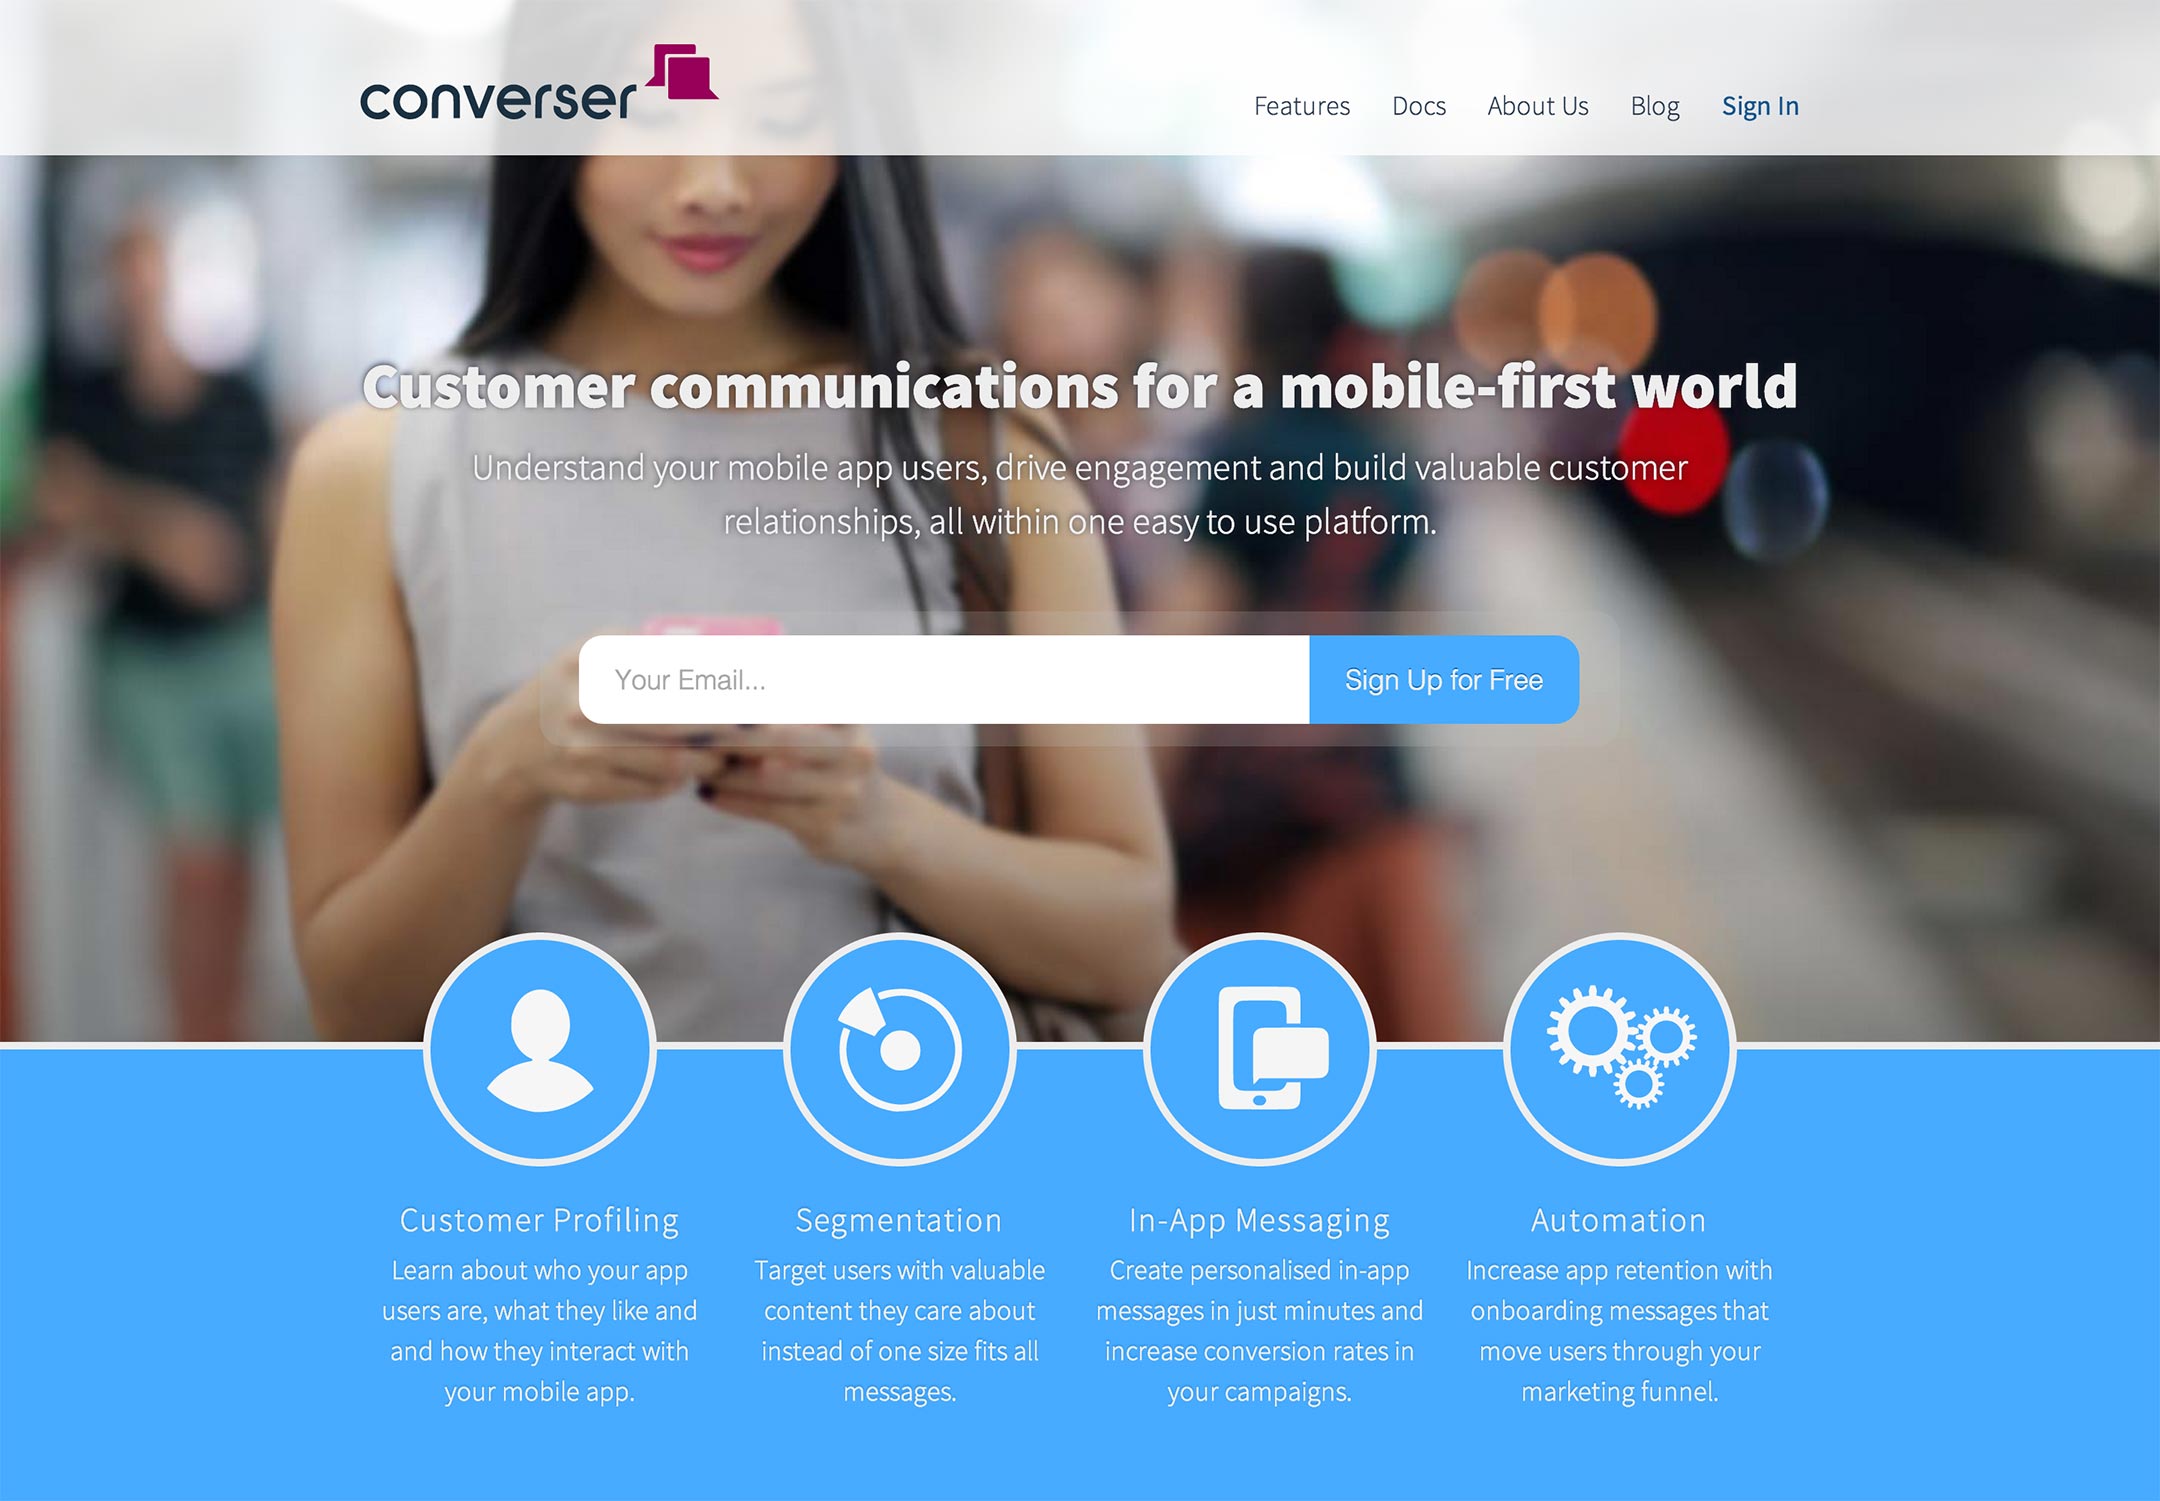 converser
Features Docs About Us Blog Sign In
Customer communications for a mobile-first world
Understand your mobile app users, drive engagement and build valuable customer
relationships, all within one easy to use platform.
Your Email... Sign Up for Free
Customer Profiling
Learn about who your app
users are, what they like and
and how they interact with
your mobile app.
Segmentation
Target users with valuable
content they care about
instead of one size fits all
messages.
In-App Messaging
Create personalised in-app
messages in just minutes and
increase conversion rates in
your campaigns.
Automation
Increase app retention with
onboarding messages that
move users through your
marketing funnel.